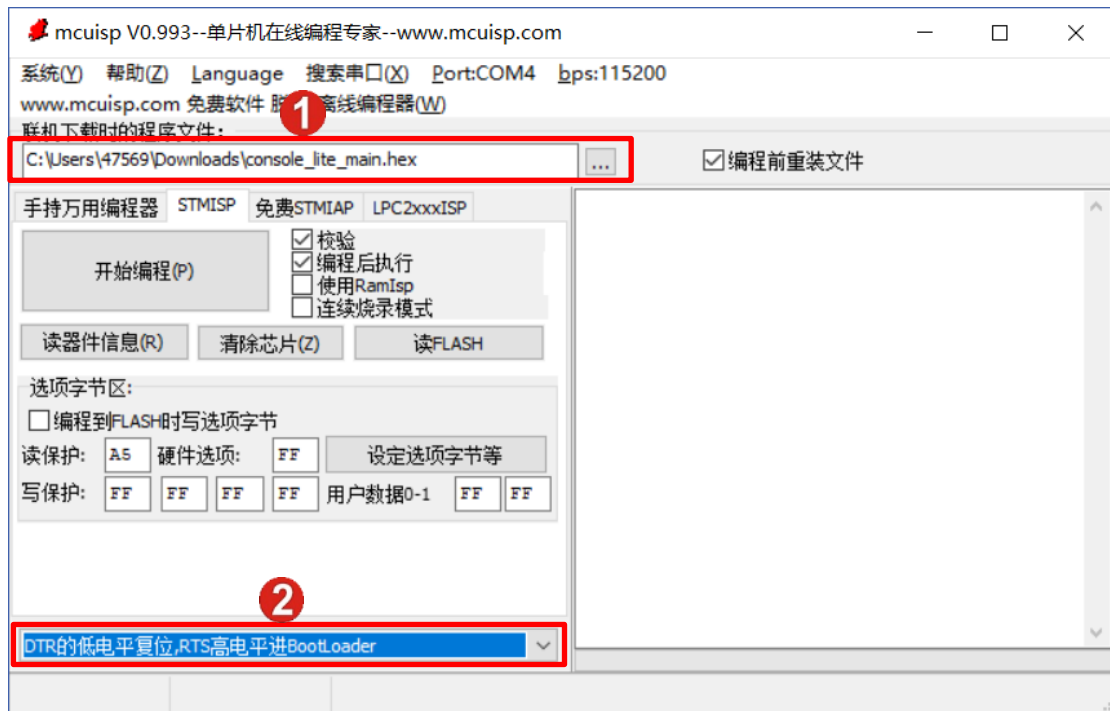 mcuisp V0.993--单片机在线编程专家--www.mcuisp.com
系统(Y) 帮助(Z) Language 搜索串口(X) Port:COM4 bps:115200
www.mcuisp.com 免费软件 离线编程器(W)
1
联机下载时的程序文件:
C:\Users\47569\Downloads\console_lite_main.hex ... 编程前重装文件
手持万用编程器 STMISP 免费STMIAP LPC2xxxISP
开始编程(P)
校验
编程后执行
使用RamIsp
连续烧录模式
读器件信息(R) 清除芯片(Z) 读FLASH
选项字节区:
编程到FLASH时写选项字节
读保护: A5 硬件选项: FF 设定选项字节等
写保护: FF FF FF FF 用户数据0-1 FF FF
2
DTR的低电平复位,RTS高电平进BootLoader